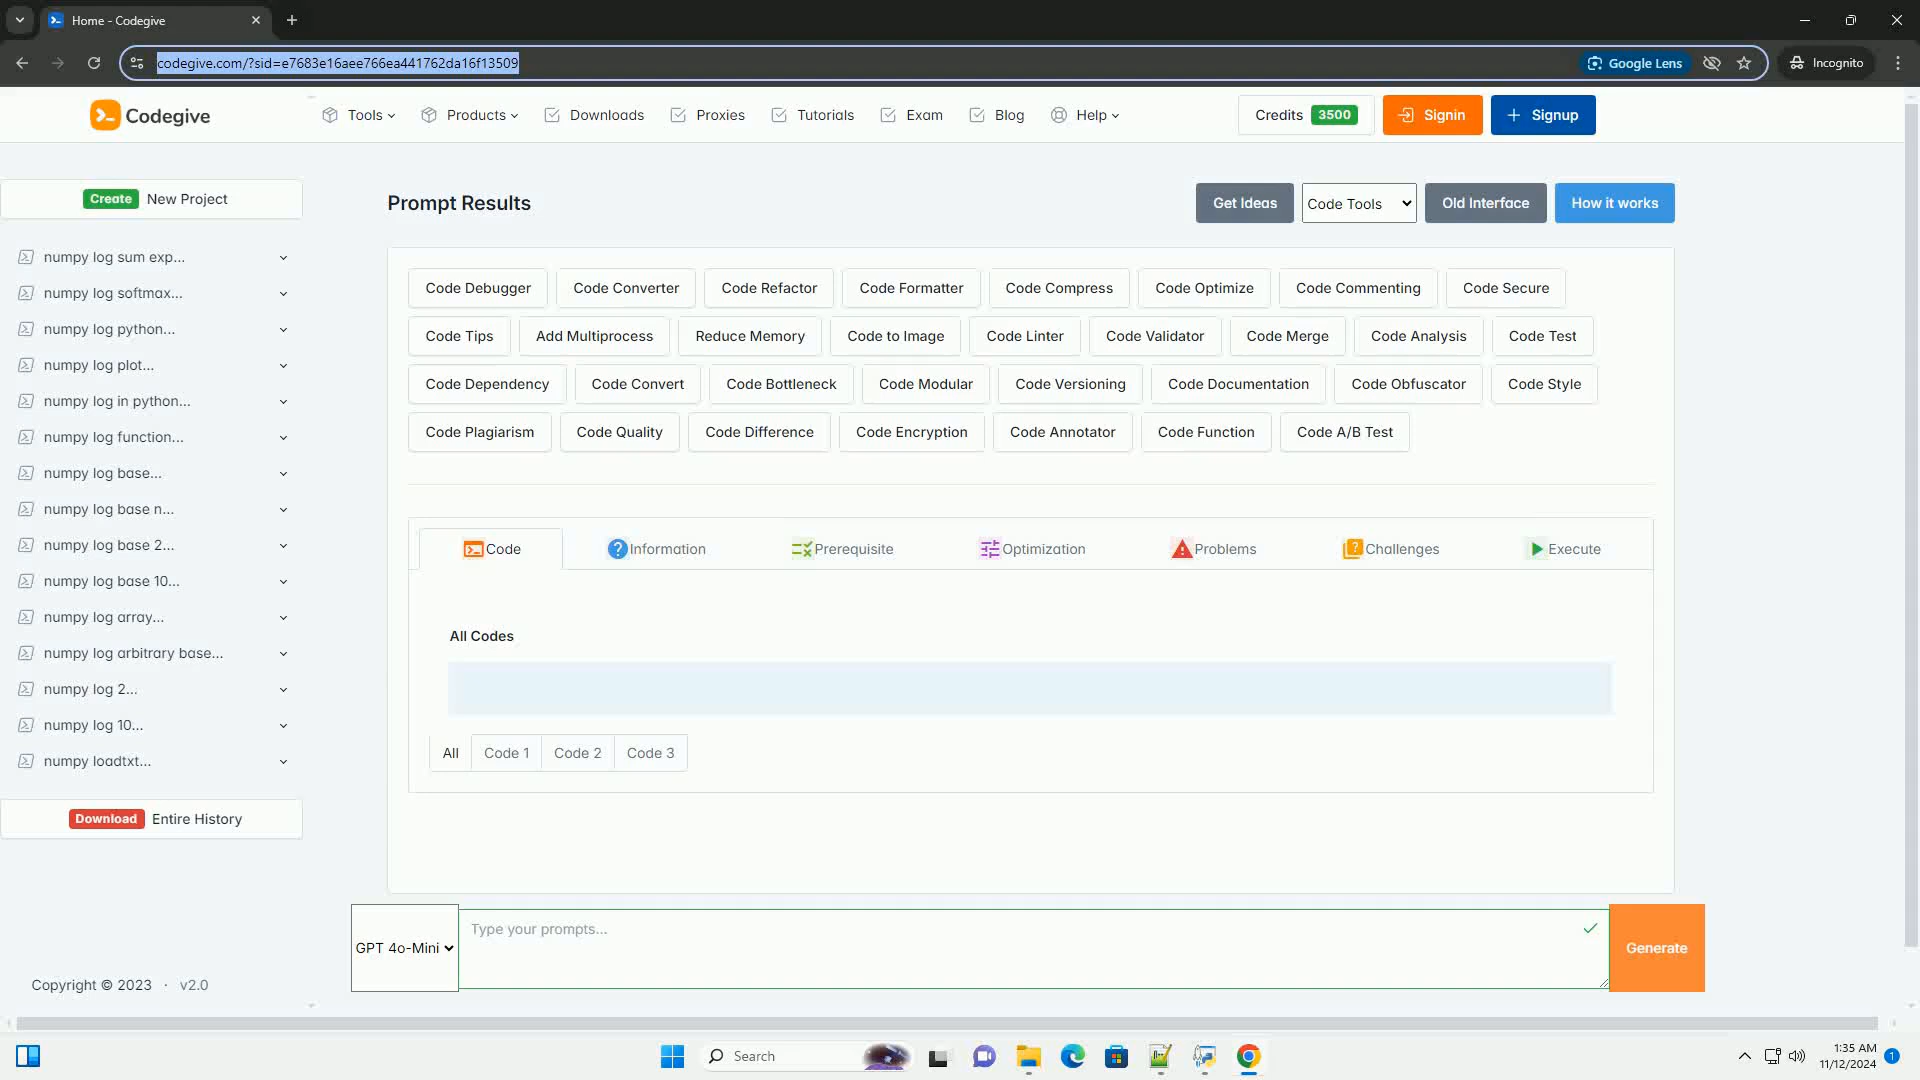 Home - Codegive
codegive.com/?sid=e7683e16aee766ea441762da16f13509
Google Lens
Incognito
Codegive
Tools
Products
Downloads
Proxies
Tutorials
Exam
Blog
Help
Credits 3500
Signin
Signup
Create New Project
numpy log sum exp...
numpy log softmax...
numpy log python...
numpy log plot...
numpy log in python...
numpy log function...
numpy log base...
numpy log base n...
numpy log base 2...
numpy log base 10...
numpy log array...
numpy log arbitrary base...
numpy log 2...
numpy log 10...
numpy loadtxt...
Download Entire History
Copyright © 2023 · v2.0
Prompt Results
Get Ideas
Code Tools
Old Interface
How it works
Code Debugger Code Converter Code Refactor Code Formatter Code Compress Code Optimize Code Commenting Code Secure
Code Tips Add Multiprocess Reduce Memory Code to Image Code Linter Code Validator Code Merge Code Analysis Code Test
Code Dependency Code Convert Code Bottleneck Code Modular Code Versioning Code Documentation Code Obfuscator Code Style
Code Plagiarism Code Quality Code Difference Code Encryption Code Annotator Code Function Code A/B Test
Code Information Prerequisite Optimization Problems Challenges Execute
All Codes
All Code 1 Code 2 Code 3
GPT 4o-Mini
Type your prompts...
Generate
Search
1:35 AM
11/12/2024
1